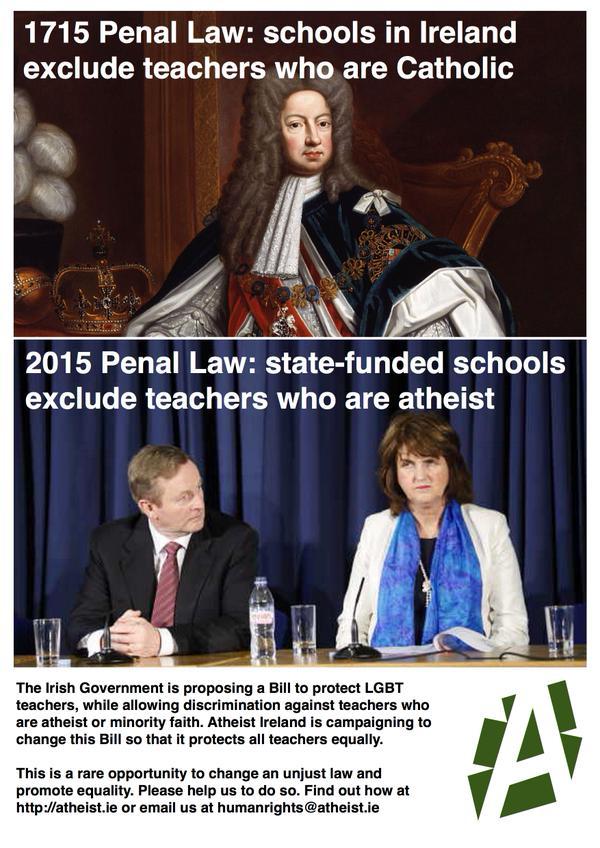 1715 Penal Law: schools in Ireland
exclude teachers who are Catholic
2015 Penal Law: state-funded schools
exclude teachers who are atheist
The Irish Government is proposing a Bill to protect LGBT
teachers, while allowing discrimination against teachers who
are atheist or minority faith. Atheist Ireland is campaigning to
change this Bill so that it protects all teachers equally.
This is a rare opportunity to change an unjust law and
promote equality. Please help us to do so. Find out how at
http://atheist.ie or email us at humanrights@atheist.ie
A